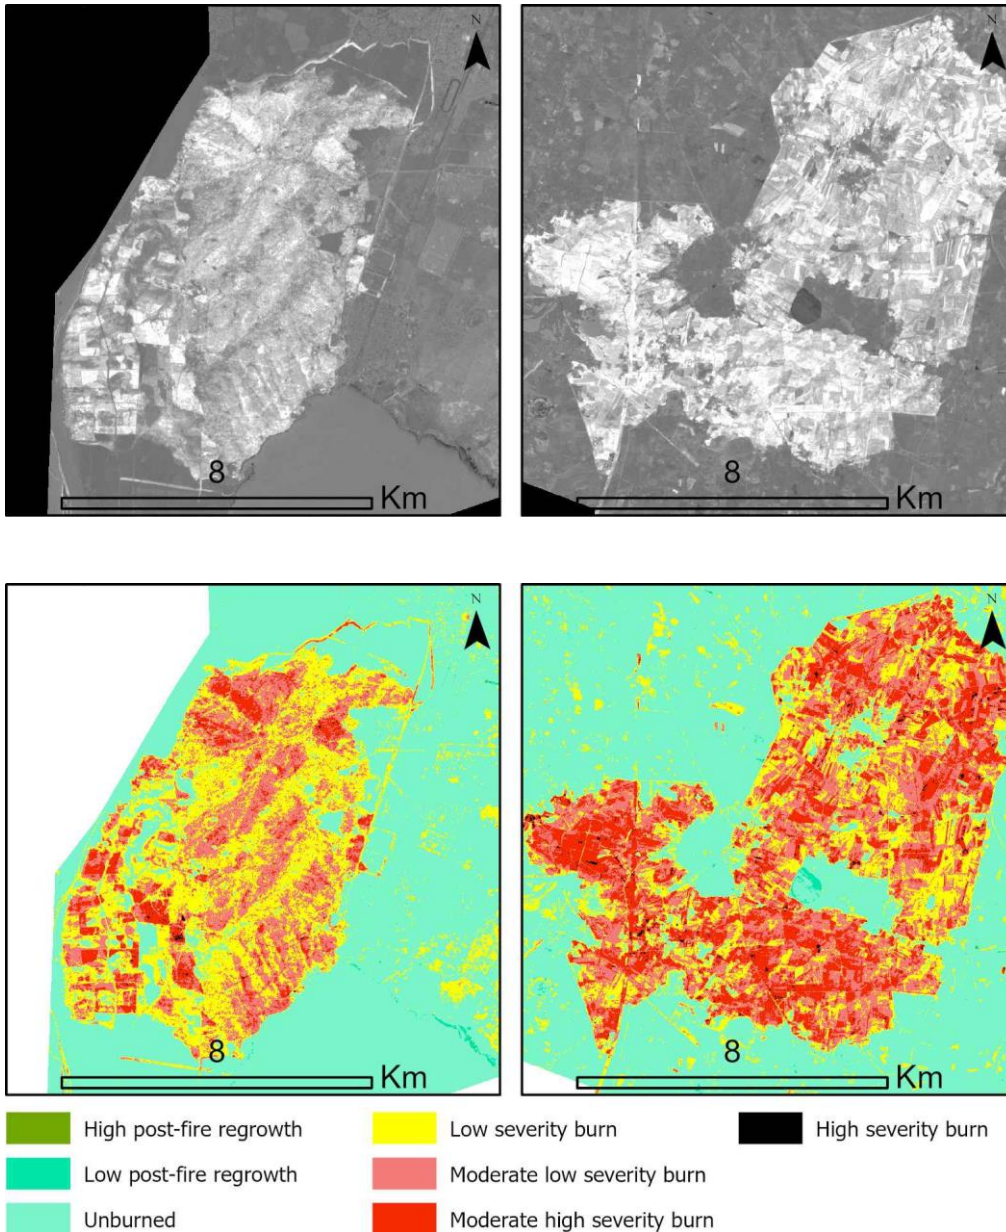 N
N
8
Km
8
Km
N
N
8
Km
8
Km
High post-fire regrowth
Low severity burn
High severity burn
Low post-fire regrowth
Moderate low severity burn
Unburned
Moderate high severity burn